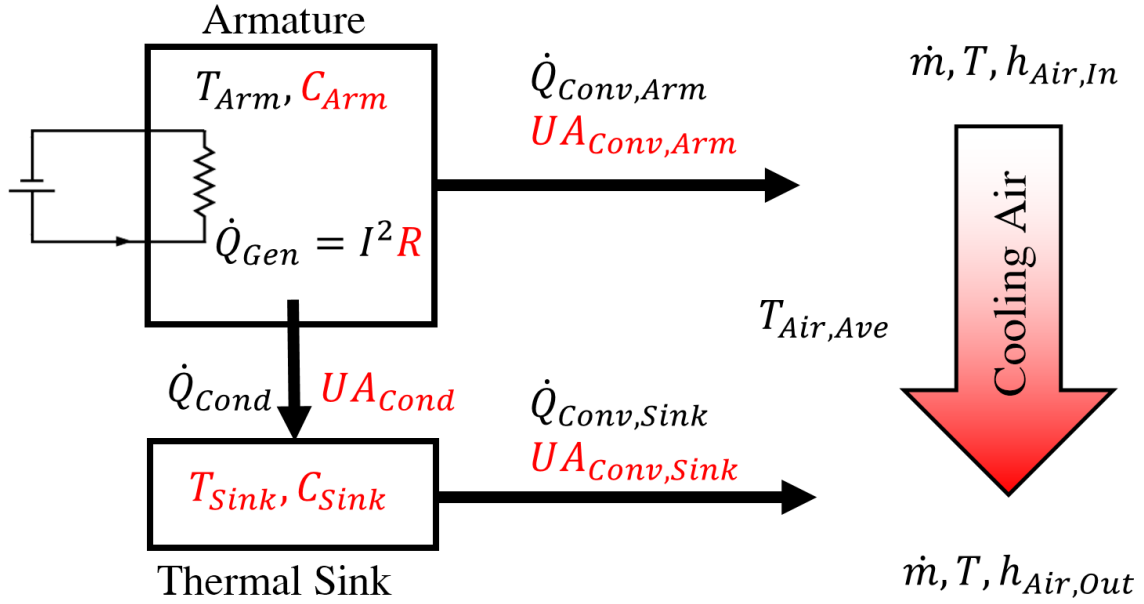 Armature
T_Arm, C_Arm
Q̇_Gen = I²R
Q̇_Conv,Arm
UA_Conv,Arm
ṁ, T, h_Air,In
Cooling Air
T_Air,Ave
Q̇_Cond UA_Cond
Q̇_Conv,Sink
UA_Conv,Sink
T_Sink, C_Sink
Thermal Sink
ṁ, T, h_Air,Out